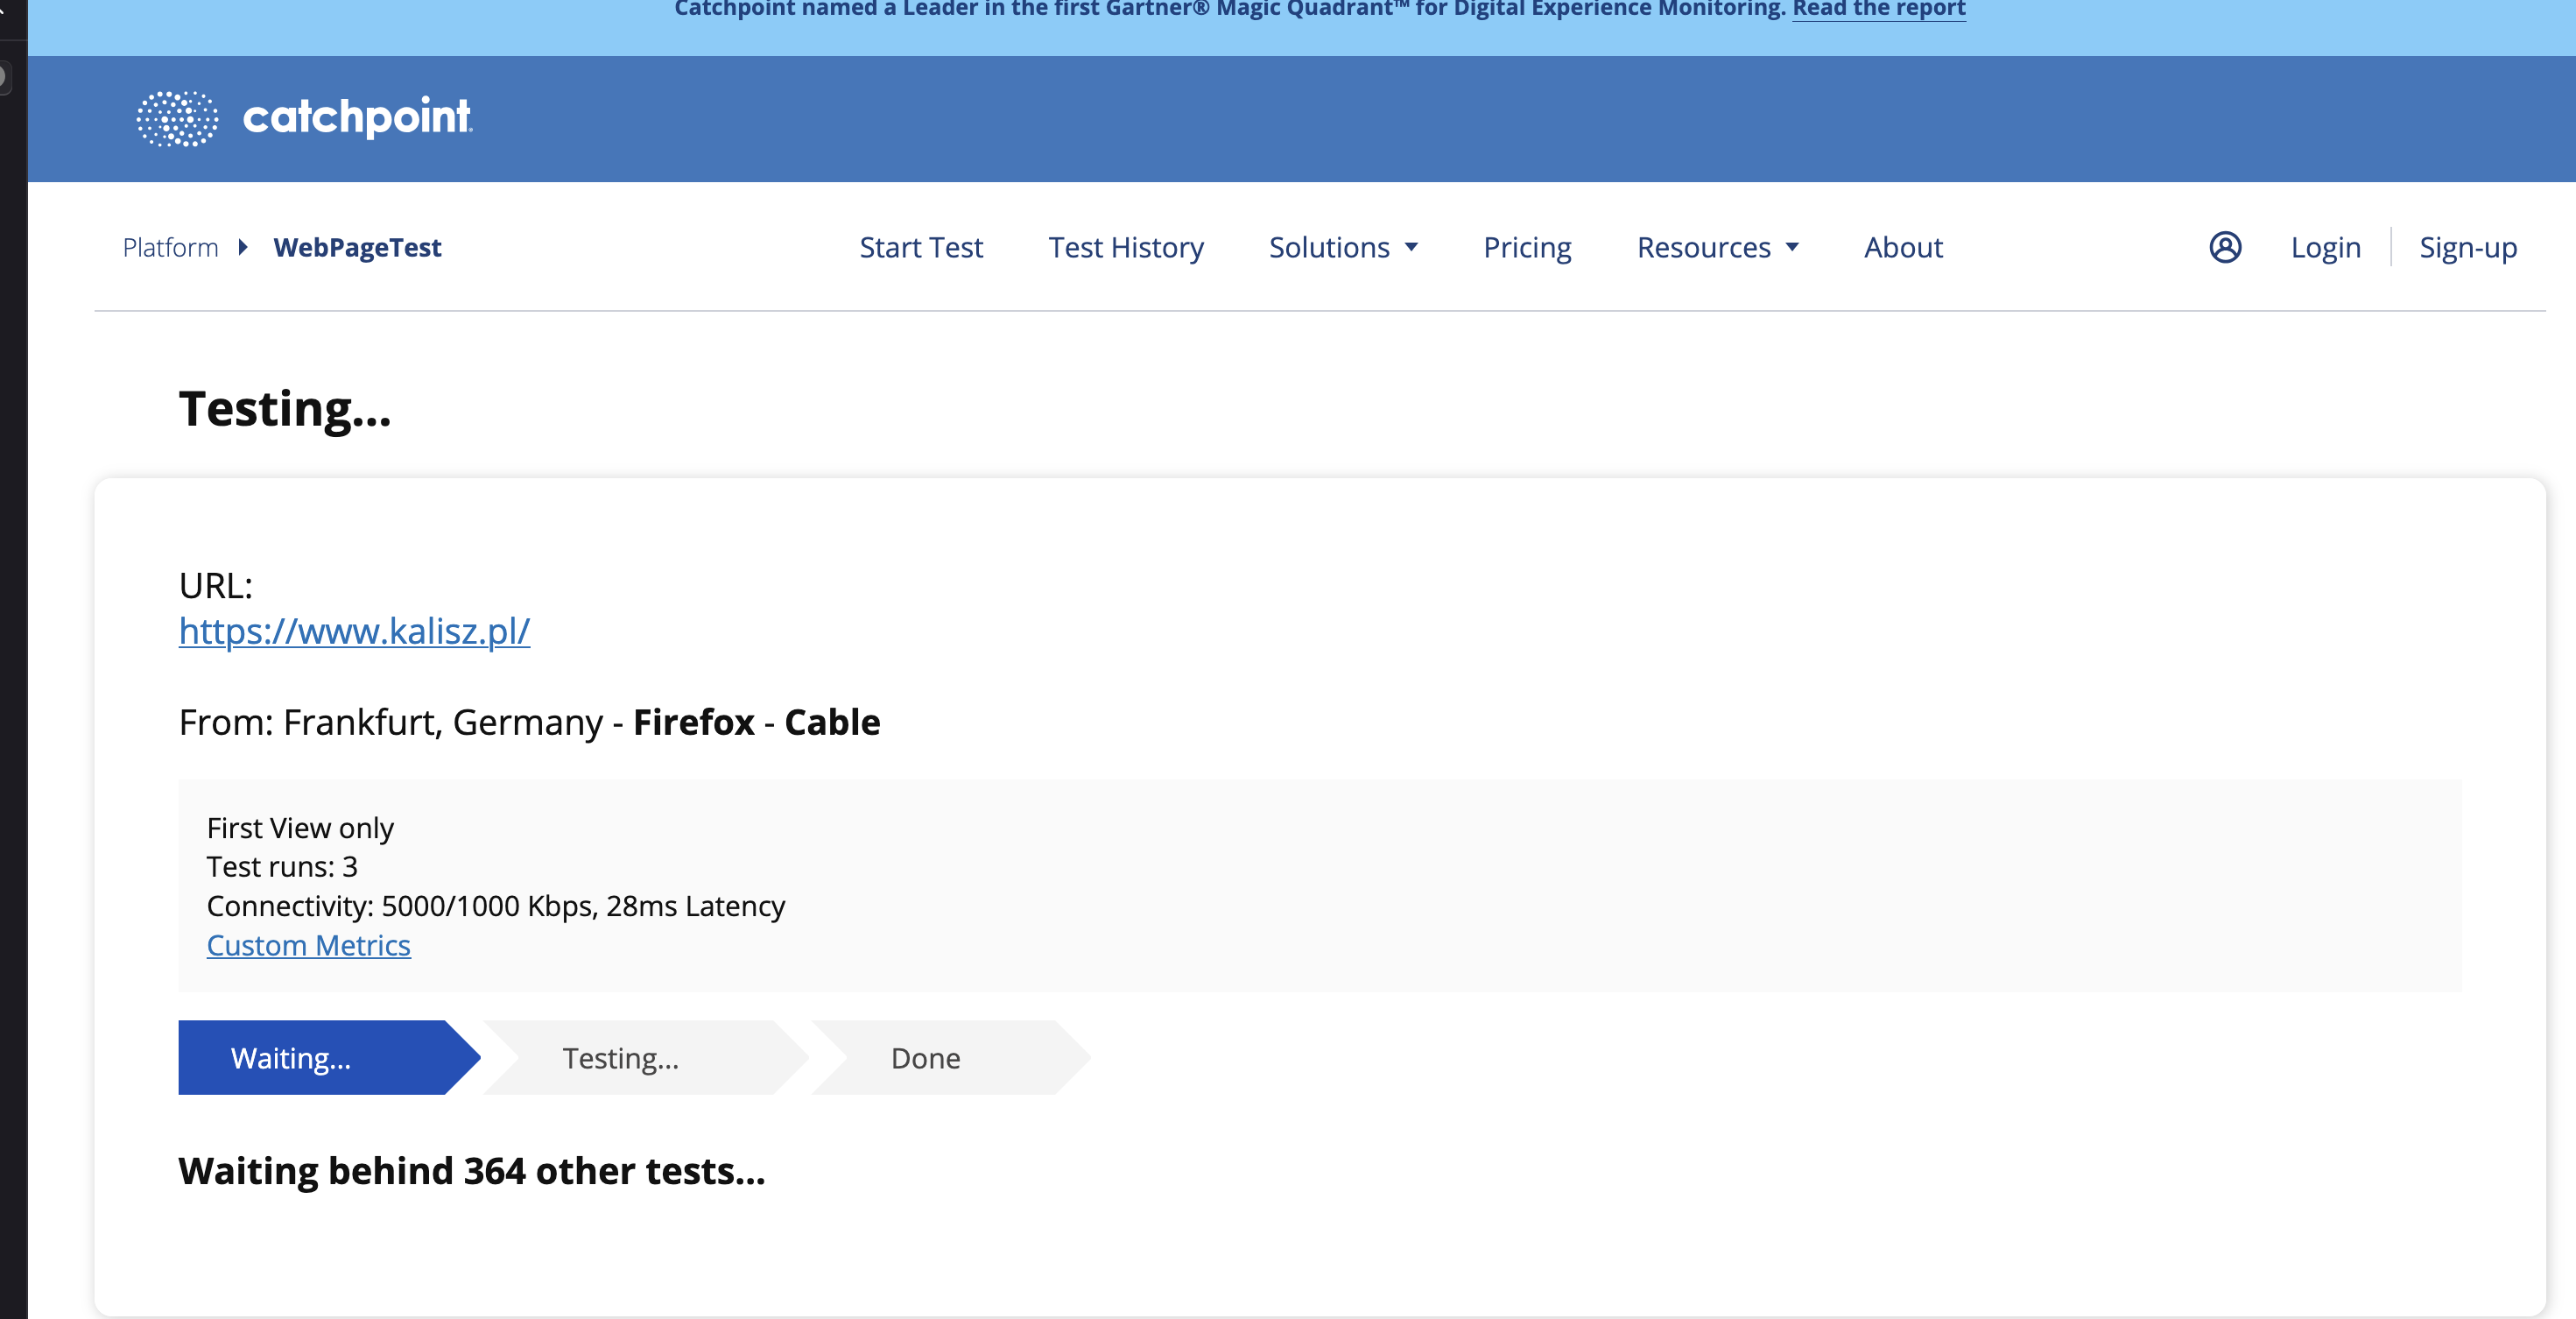 Catchpoint named a Leader in the first Gartner® Magic Quadrant™ for Digital Experience Monitoring. Read the report
catchpoint.
Platform WebPageTest Start Test Test History Solutions Pricing Resources About Login Sign-up
Testing...
URL:
https://www.kalisz.pl/
From: Frankfurt, Germany - Firefox - Cable
First View only
Test runs: 3
Connectivity: 5000/1000 Kbps, 28ms Latency
Custom Metrics
Waiting... Testing... Done
Waiting behind 364 other tests...